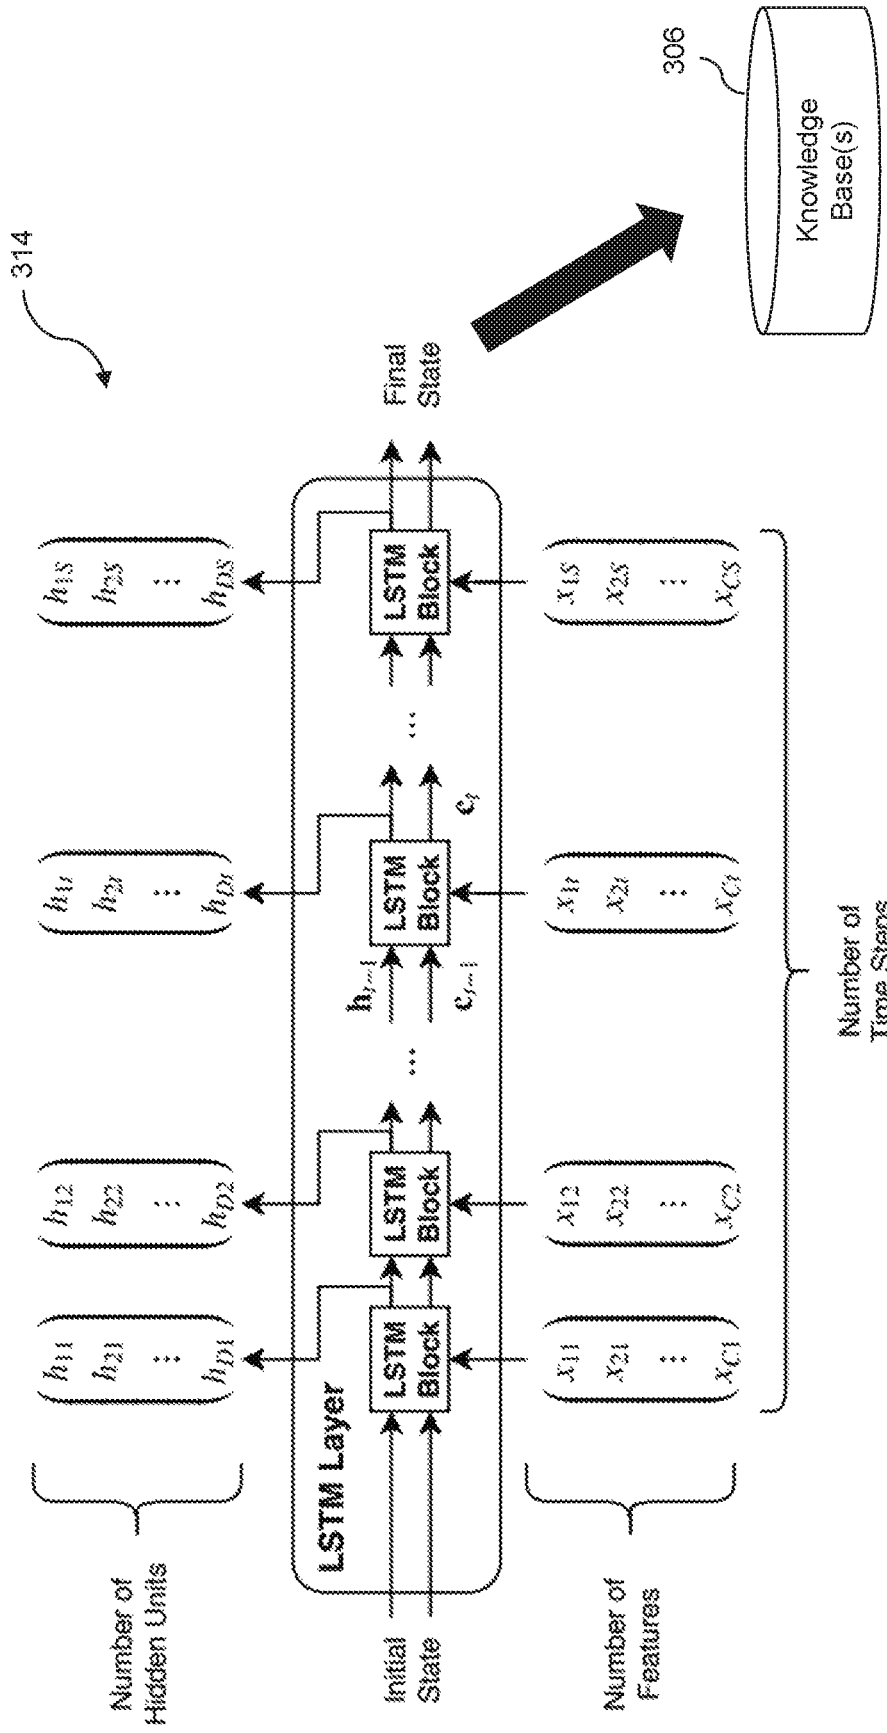 314
Number of
Hidden Units
h11
h21
⋮
hD1
h12
h22
⋮
hD2
h1t
h2t
⋮
hDt
h1S
h2S
⋮
hDS
LSTM Layer
Initial
State
LSTM
Block
LSTM
Block
...
ht−1
ct−1
LSTM
Block
ct
...
LSTM
Block
Final
State
Number of
Features
x11
x21
⋮
xC1
x12
x22
⋮
xC2
x1t
x2t
⋮
xCt
x1S
x2S
⋮
xCS
Number of
Time Steps
306
Knowledge
Base(s)